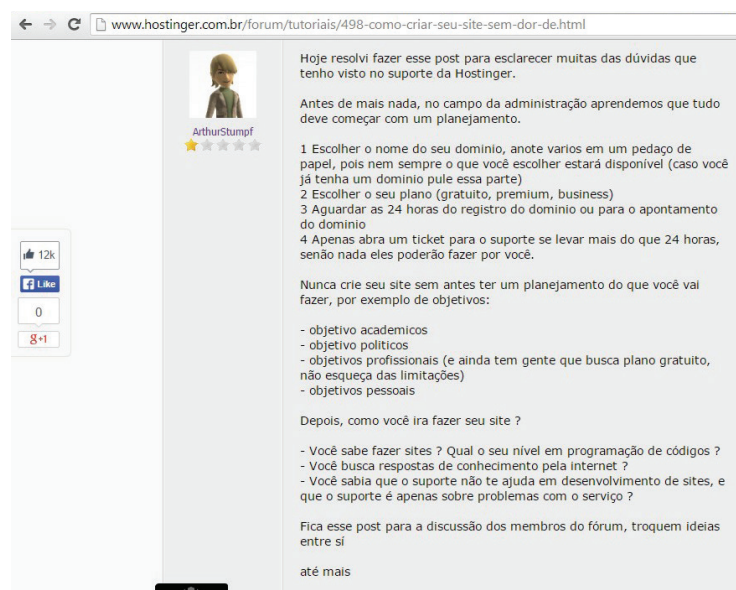 www.hostinger.com.br/forum/tutoriais/498-como-criar-seu-site-sem-dor-de.html
ArthurStumpf
Hoje resolvi fazer esse post para esclarecer muitas das dúvidas que
tenho visto no suporte da Hostinger.
Antes de mais nada, no campo da administração aprendemos que tudo
deve começar com um planejamento.
1 Escolher o nome do seu dominio, anote varios em um pedaço de
papel, pois nem sempre o que você escolher estará disponível (caso você
já tenha um dominio pule essa parte)
2 Escolher o seu plano (gratuito, premium, business)
3 Aguardar as 24 horas do registro do dominio ou para o apontamento
do dominio
4 Apenas abra um ticket para o suporte se levar mais do que 24 horas,
senão nada eles poderão fazer por você.
12k
Like
0
g+1
Nunca crie seu site sem antes ter um planejamento do que você vai
fazer, por exemplo de objetivos:
- objetivo academicos
- objetivo politicos
- objetivos profissionais (e ainda tem gente que busca plano gratuito,
não esqueça das limitações)
- objetivos pessoais
Depois, como você ira fazer seu site ?
- Você sabe fazer sites ? Qual o seu nível em programação de códigos ?
- Você busca respostas de conhecimento pela internet ?
- Você sabia que o suporte não te ajuda em desenvolvimento de sites, e
que o suporte é apenas sobre problemas com o serviço ?
Fica esse post para a discussão dos membros do fórum, troquem ideias
entre sí
até mais